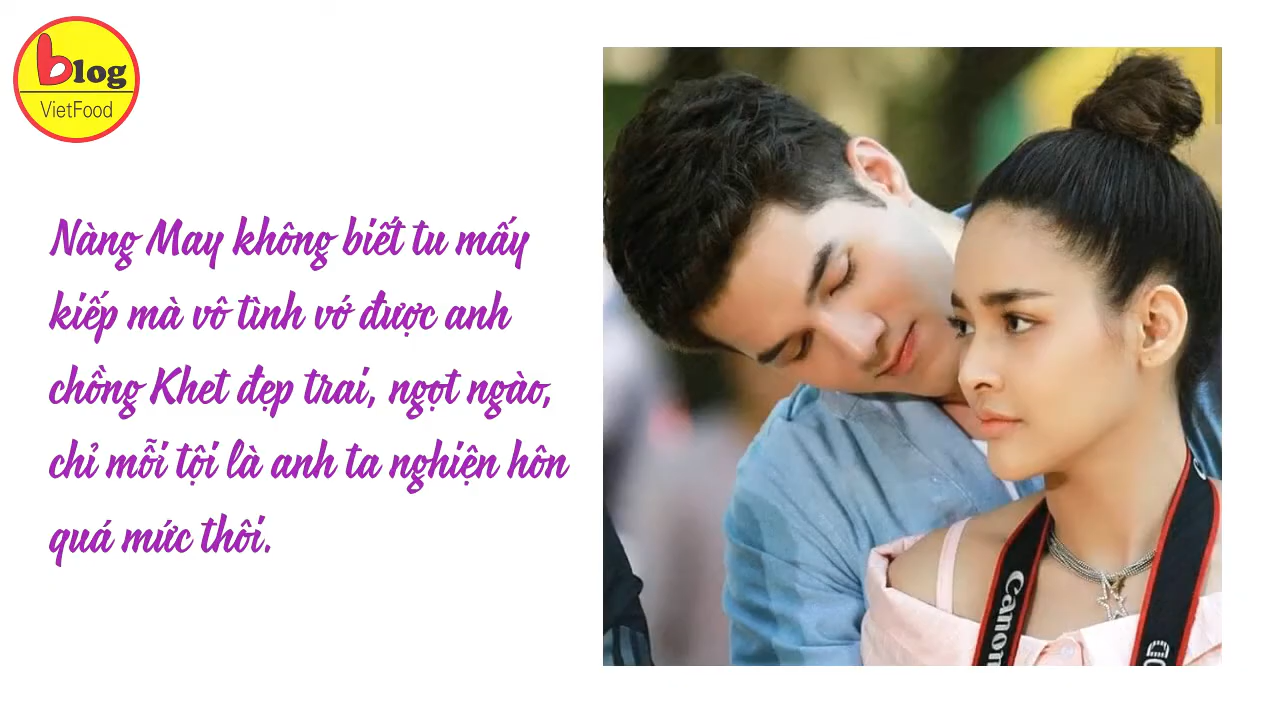 blog
VietFood
Nàng May không biết tu mấy
kiếp mà vô tình vớ được anh
chồng Khet đẹp trai, ngọt ngào,
chỉ mỗi tội là anh ta nghiện hôn
quá mức thôi.
Canon